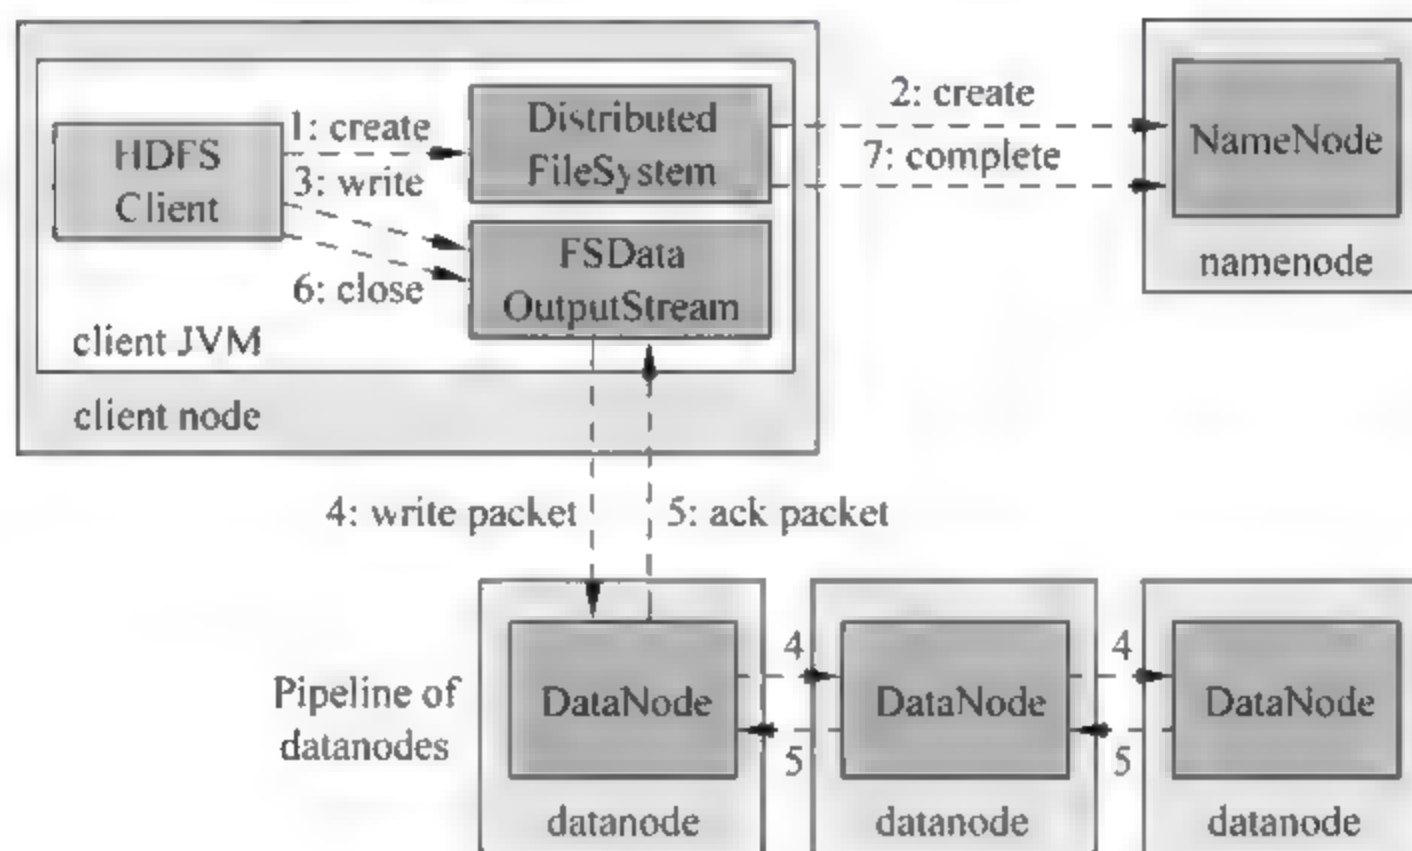 HDFS
Client
1: create
3: write
6: close
Distributed
FileSystem
FSData
OutputStream
client JVM
client node
2: create
7: complete
NameNode
namenode
4: write packet
5: ack packet
Pipeline of
datanodes
DataNode
datanode
4
5
DataNode
datanode
4
5
DataNode
datanode